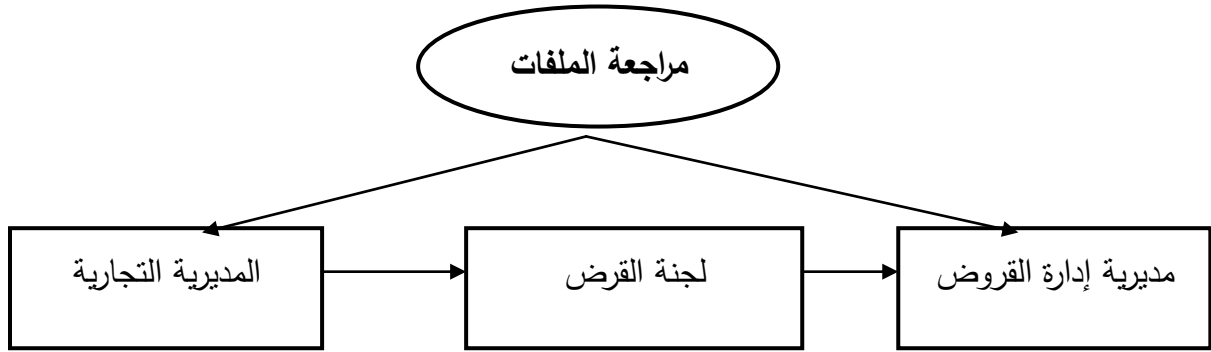 مراجعة الملفات
مديرية إدارة القروض
لجنة القرض
المديرية التجارية